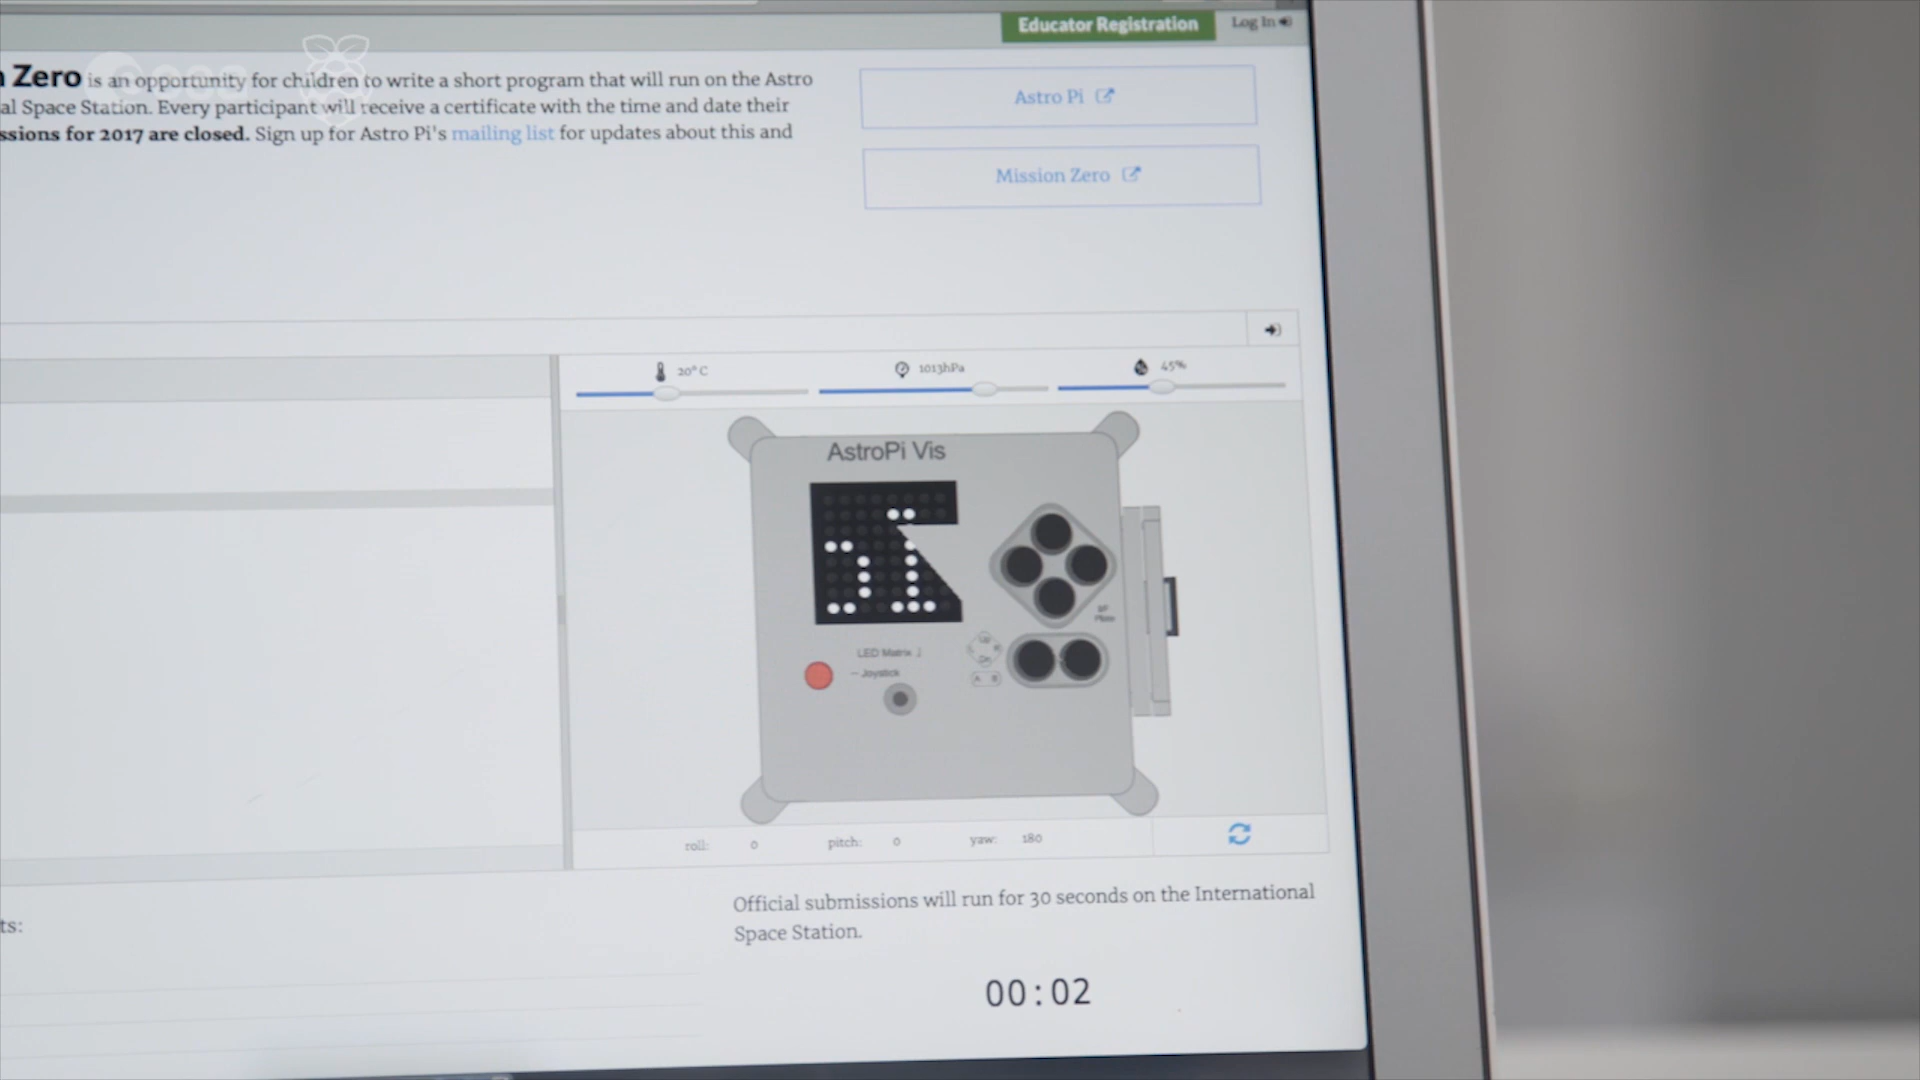 Educator Registration
Log In
Zero is an opportunity for children to write a short program that will run on the Astro
al Space Station. Every participant will receive a certificate with the time and date their
ssions for 2017 are closed. Sign up for Astro Pi's mailing list for updates about this and
Astro Pi
Mission Zero
20°C
1013hPa
45%
AstroPi Vis
LED Matrix
Joystick
A B
roll: 0 pitch: 0 yaw: 180
Official submissions will run for 30 seconds on the International
Space Station.
ts:
00:02